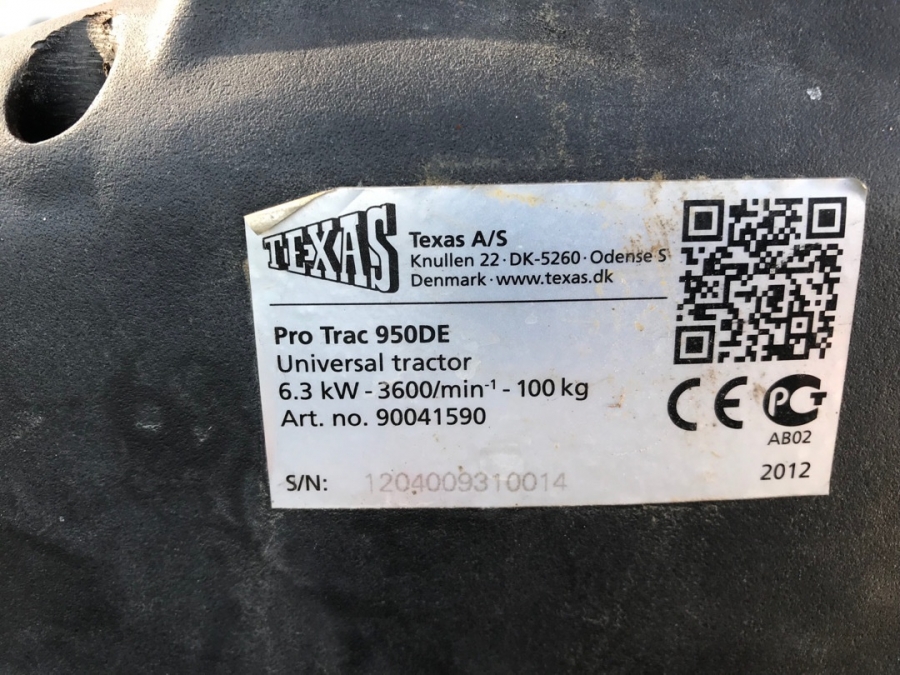 TEXAS
Texas A/S
Knullen 22 · DK-5260 · Odense S
Denmark · www.texas.dk
Pro Trac 950DE
Universal tractor
6.3 kW - 3600/min⁻¹ - 100 kg
Art. no. 90041590
CE PCT
AB02
S/N: 1204009310014
2012